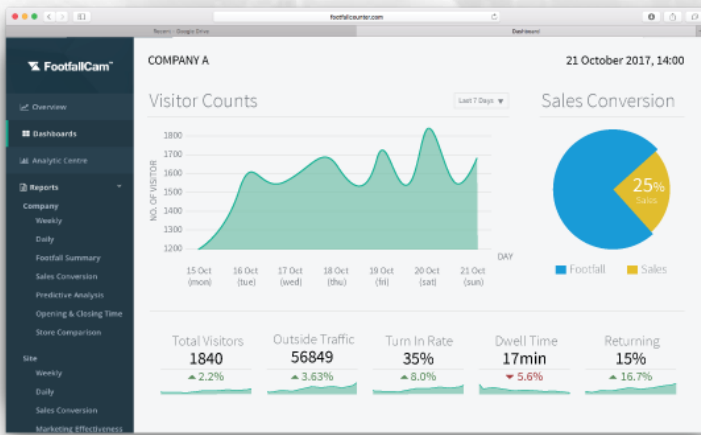 footfallcounter.com
Recent - Google Drive
Dashboard
FootfallCam™
COMPANY A
21 October 2017, 14:00
Overview
Dashboards
Analytic Centre
Reports
Company
Weekly
Daily
Footfall Summary
Sales Conversion
Predictive Analysis
Opening & Closing Time
Store Comparison
Site
Weekly
Daily
Sales Conversion
Marketing Effectiveness
Visitor Counts
Last 7 Days
NO. OF VISITOR
1800
1700
1600
1500
1400
1300
1200
15 Oct 16 Oct 17 Oct 18 Oct 19 Oct 20 Oct 21 Oct
(mon) (tue) (wed) (thu) (fri) (sat) (sun)
DAY
Sales Conversion
25%
Sales
Footfall Sales
Total Visitors Outside Traffic Turn In Rate Dwell Time Returning
1840 56849 35% 17min 15%
2.2% 3.63% 8.0% 5.6% 16.7%